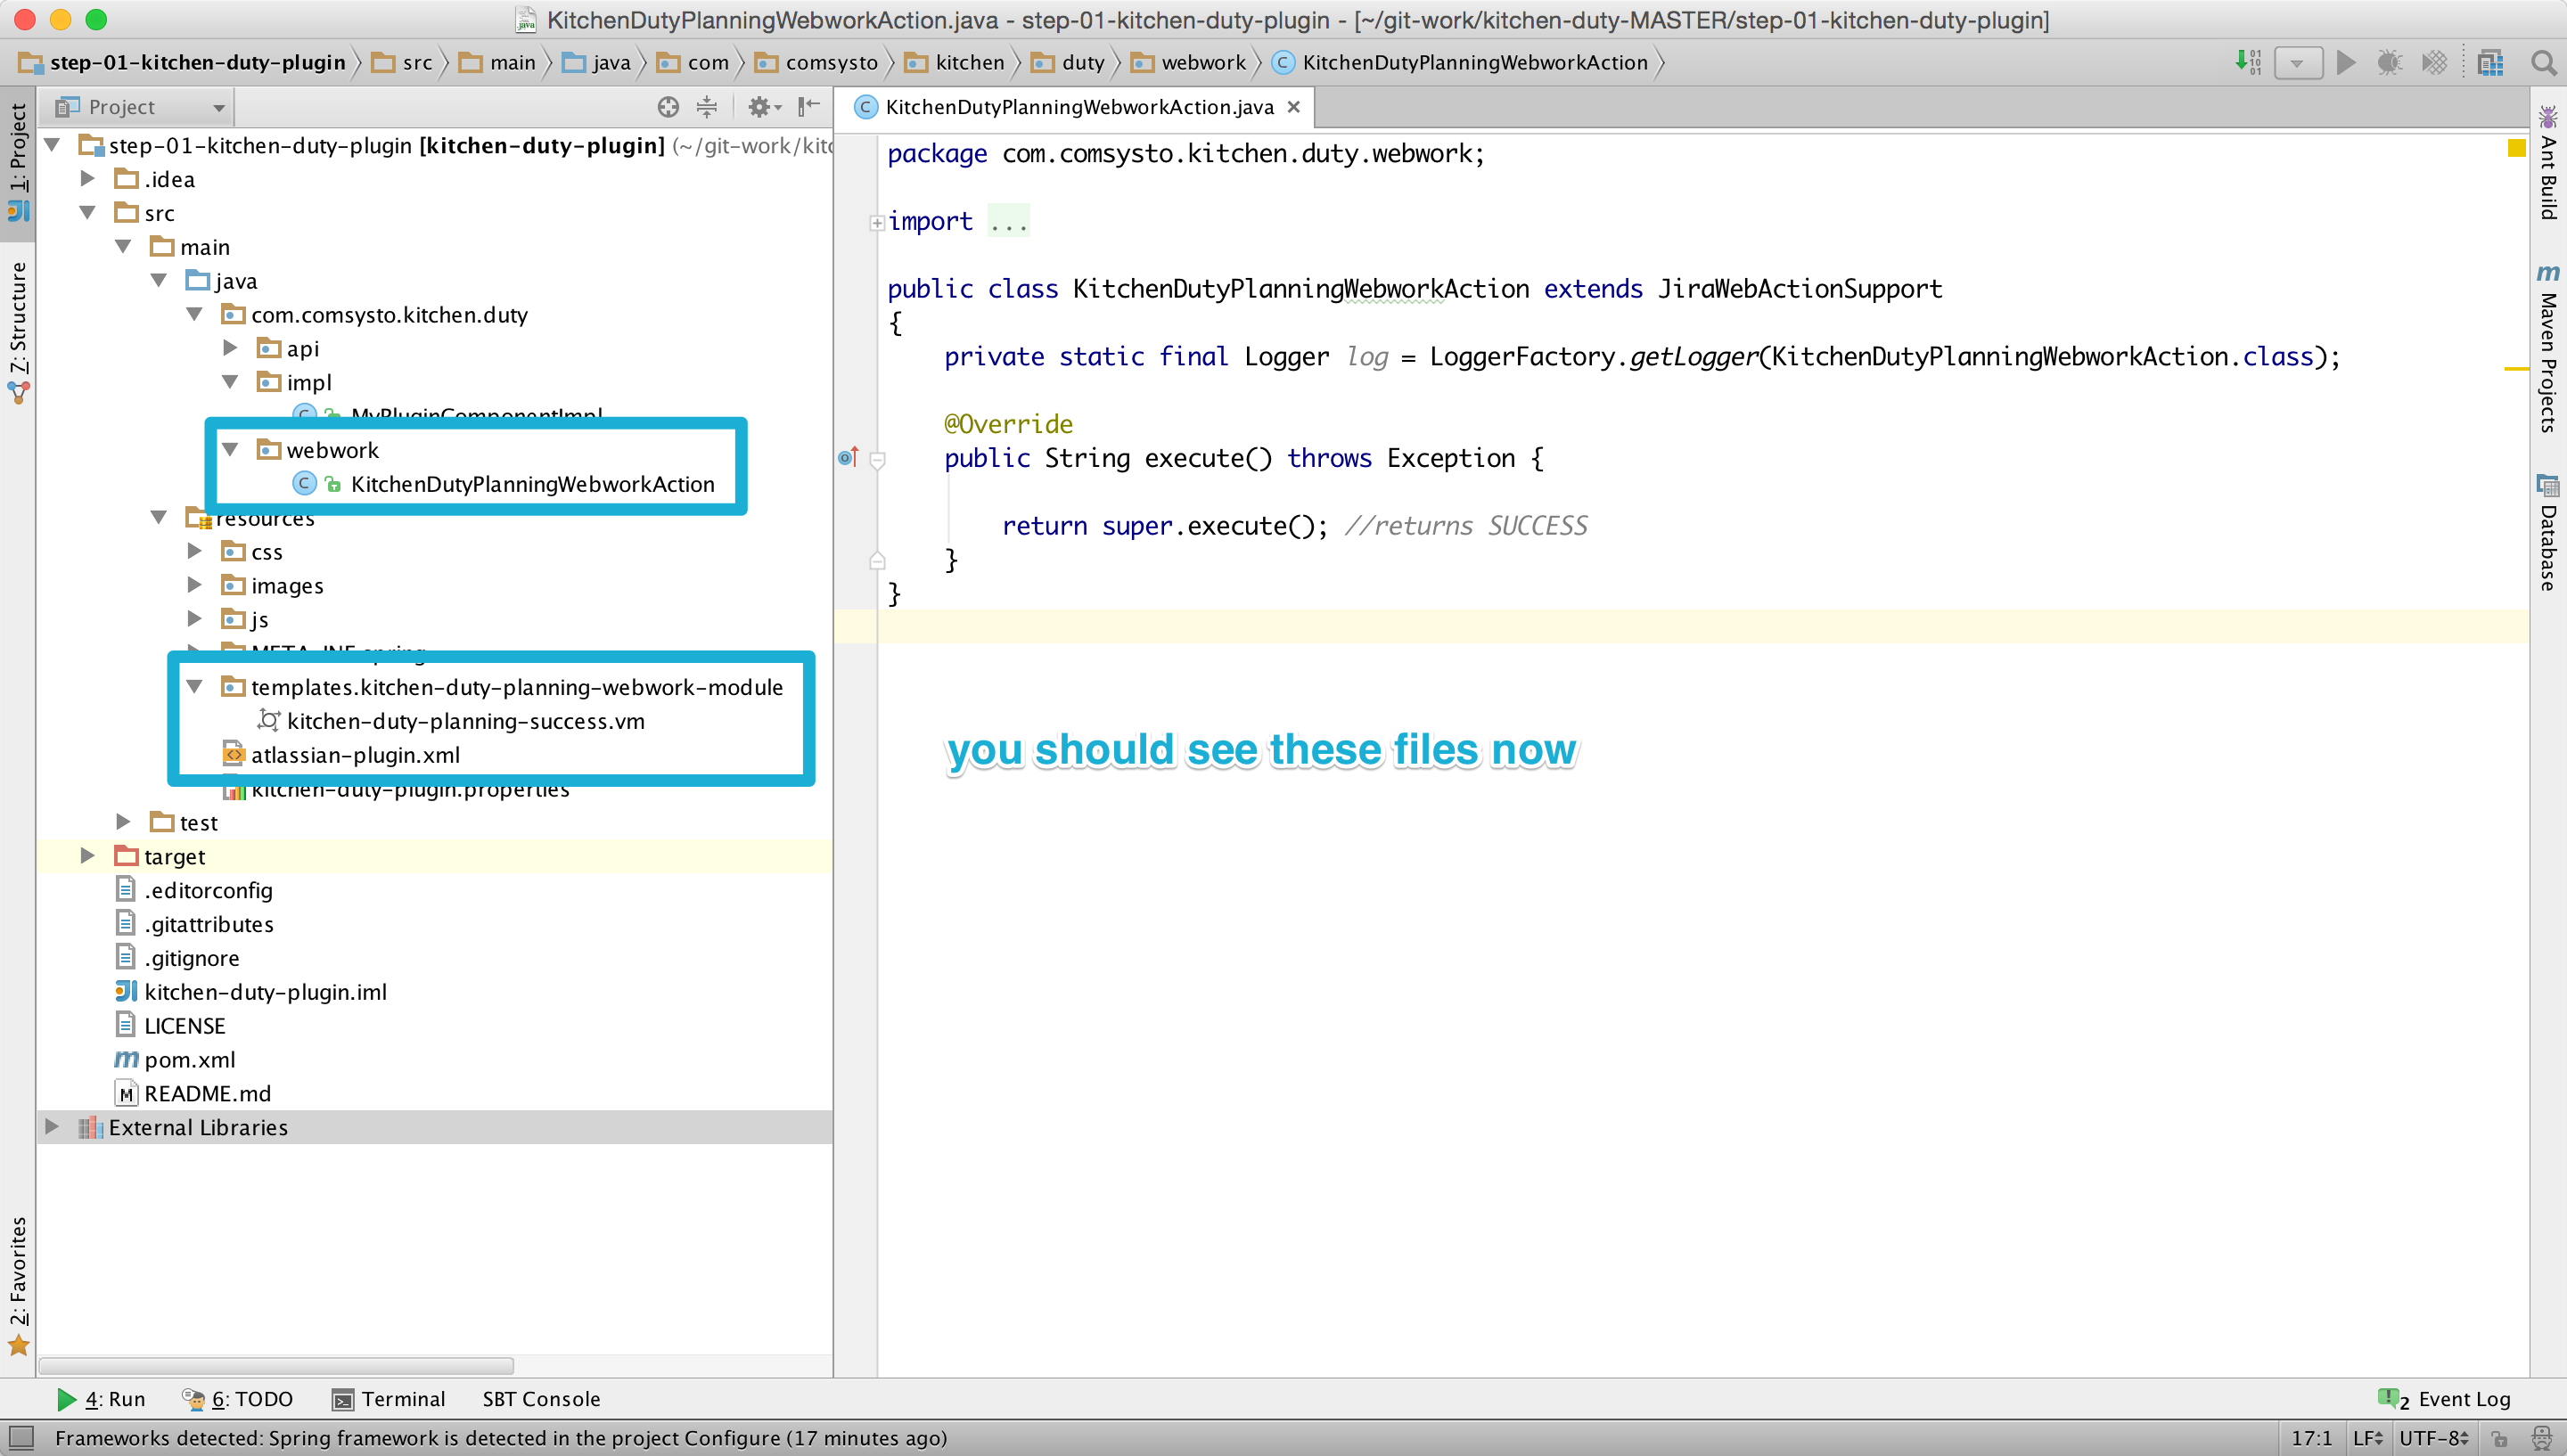 KitchenDutyPlanningWebworkAction.java - step-01-kitchen-duty-plugin - [~/git-work/kitchen-duty-MASTER/step-01-kitchen-duty-plugin]
step-01-kitchen-duty-plugin src main java com comsysto kitchen duty webwork KitchenDutyPlanningWebworkAction
Project
KitchenDutyPlanningWebworkAction.java
1: Project
7: Structure
2: Favorites
step-01-kitchen-duty-plugin [kitchen-duty-plugin] (~/git-work/kitc
.idea
src
main
java
com.comsysto.kitchen.duty
api
impl
MyPluginComponentImpl
webwork
KitchenDutyPlanningWebworkAction
resources
css
images
js
META-INF.spring
templates.kitchen-duty-planning-webwork-module
kitchen-duty-planning-success.vm
atlassian-plugin.xml
kitchen-duty-plugin.properties
test
target
.editorconfig
.gitattributes
.gitignore
kitchen-duty-plugin.iml
LICENSE
pom.xml
README.md
External Libraries
package com.comsysto.kitchen.duty.webwork;
import ...
public class KitchenDutyPlanningWebworkAction extends JiraWebActionSupport
{
private static final Logger log = LoggerFactory.getLogger(KitchenDutyPlanningWebworkAction.class);
@Override
public String execute() throws Exception {
return super.execute(); //returns SUCCESS
}
}
you should see these files now
Ant Build
Maven Projects
Database
4: Run 6: TODO Terminal SBT Console 2 Event Log
Frameworks detected: Spring framework is detected in the project Configure (17 minutes ago) 17:1 LF UTF-8